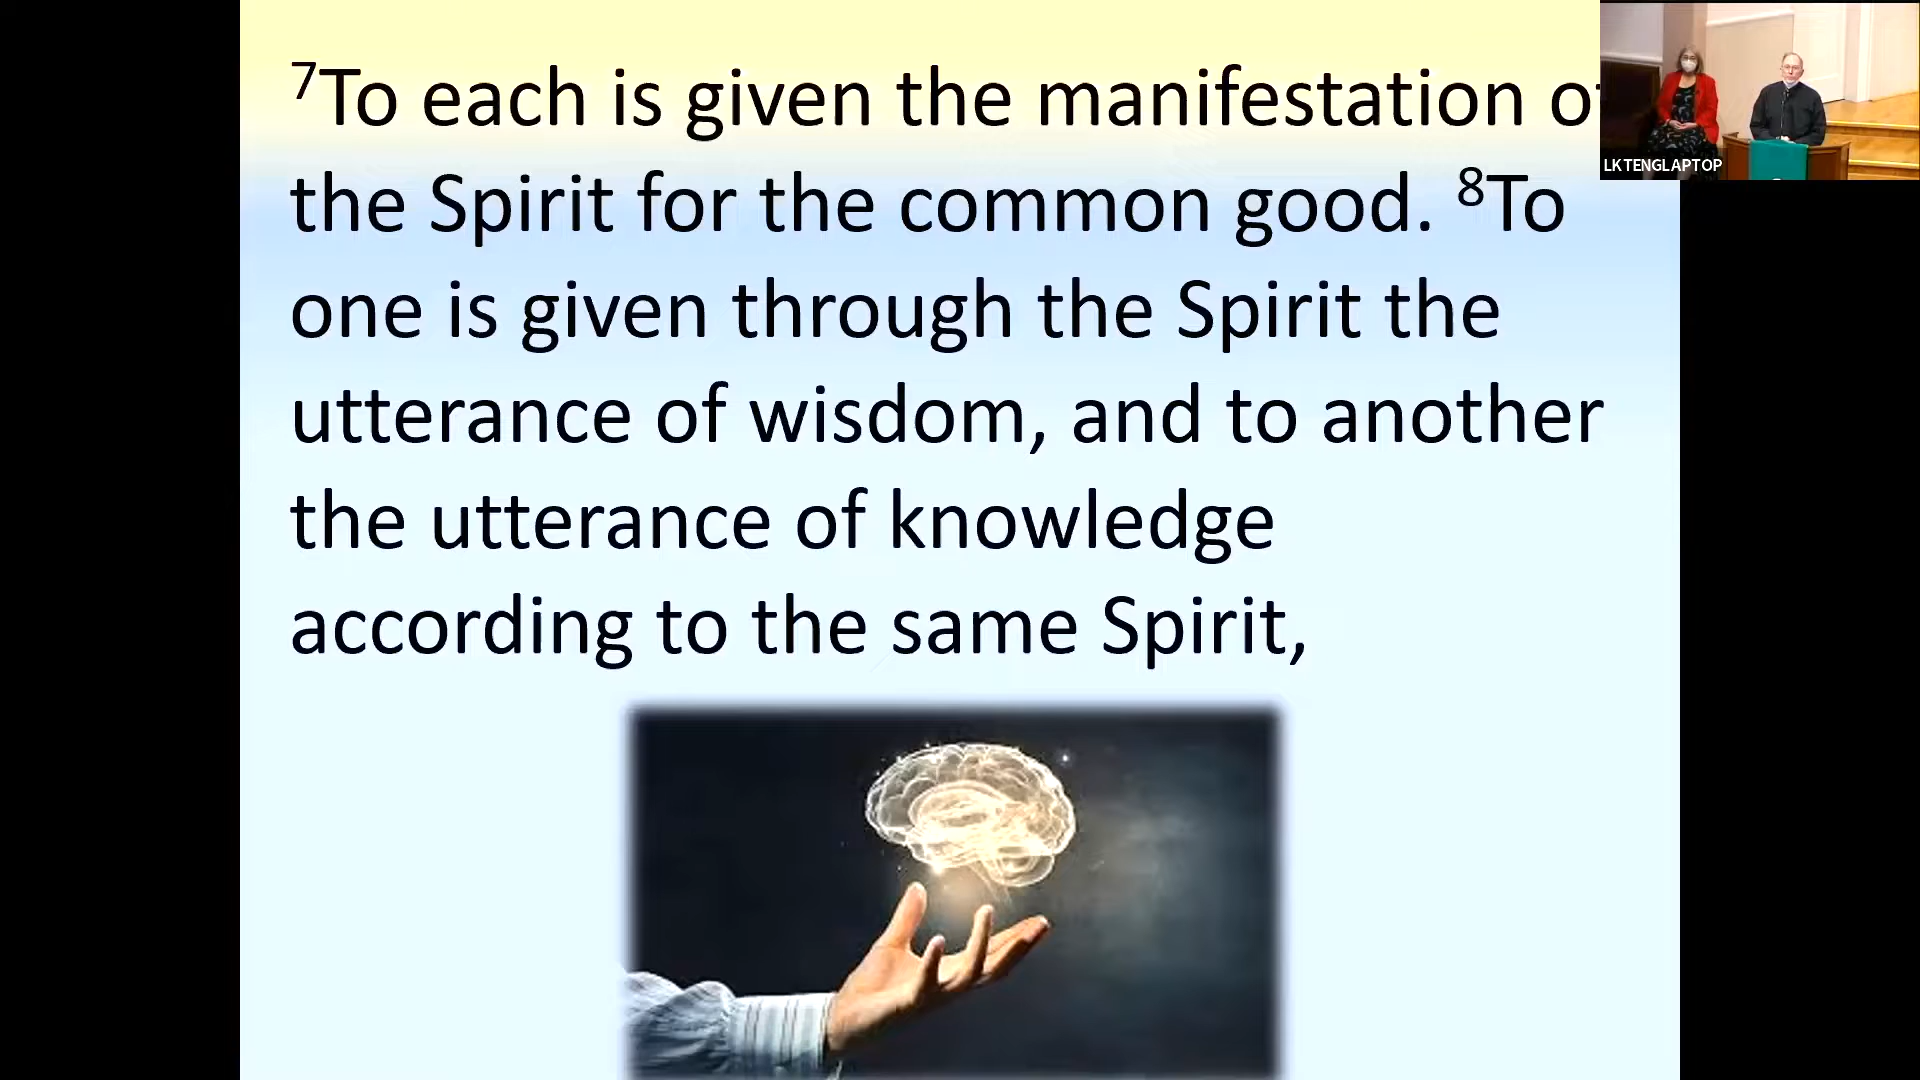 ⁷To each is given the manifestation of
the Spirit for the common good. ⁸To
one is given through the Spirit the
utterance of wisdom, and to another
the utterance of knowledge
according to the same Spirit,
LKTENGLAPTOP